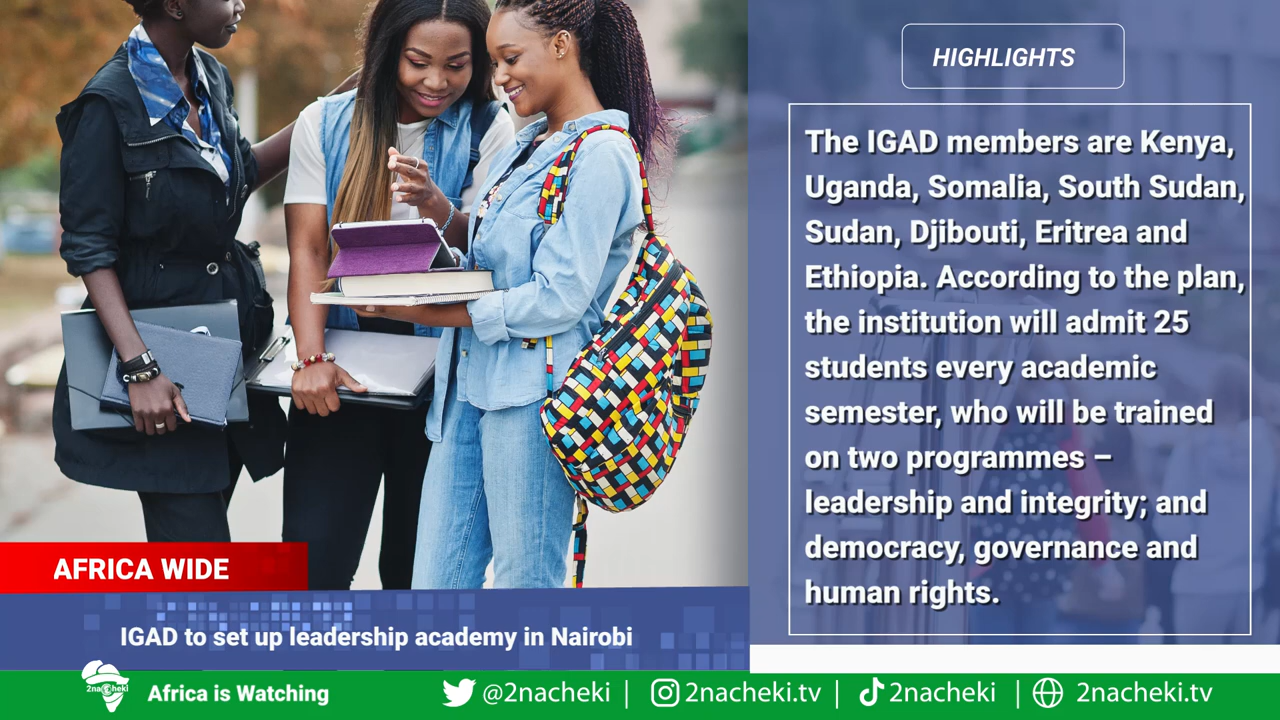 HIGHLIGHTS
The IGAD members are Kenya,
Uganda, Somalia, South Sudan,
Sudan, Djibouti, Eritrea and
Ethiopia. According to the plan,
the institution will admit 25
students every academic
semester, who will be trained
on two programmes –
leadership and integrity; and
democracy, governance and
human rights.
AFRICA WIDE
IGAD to set up leadership academy in Nairobi
2nacheki
Africa is Watching
@2nacheki | 2nacheki.tv | 2nacheki | 2nacheki.tv